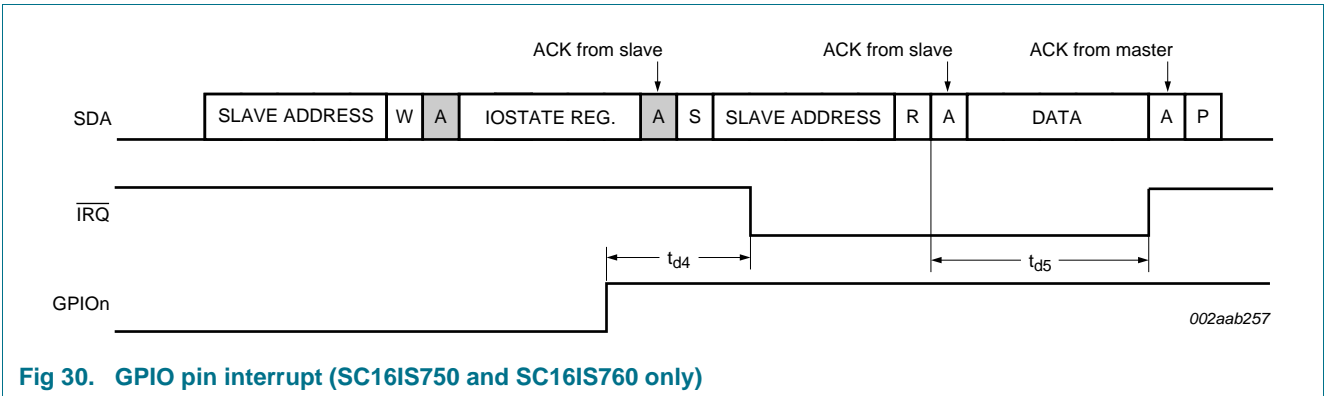 ACK from slave ACK from slave ACK from master
SDA SLAVE ADDRESS W A IOSTATE REG. A S SLAVE ADDRESS R A DATA A P
IRQ
td4 td5
GPIOn
002aab257
Fig 30. GPIO pin interrupt (SC16IS750 and SC16IS760 only)